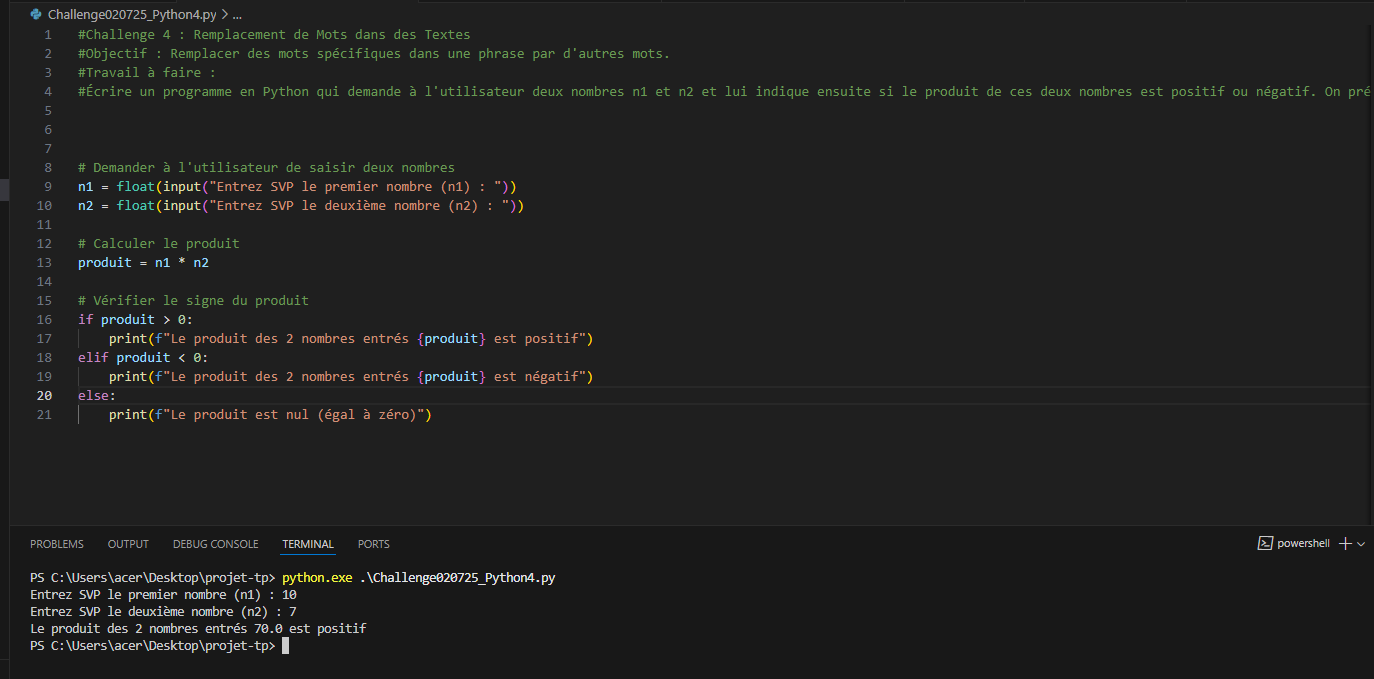 Challenge020725_Python4.py > ...
1 #Challenge 4 : Remplacement de Mots dans des Textes
2 #Objectif : Remplacer des mots spécifiques dans une phrase par d'autres mots.
3 #Travail à faire :
4 #Écrire un programme en Python qui demande à l'utilisateur deux nombres n1 et n2 et lui indique ensuite si le produit de ces deux nombres est positif ou négatif. On pré
5
6
7
8 # Demander à l'utilisateur de saisir deux nombres
9 n1 = float(input("Entrez SVP le premier nombre (n1) : "))
10 n2 = float(input("Entrez SVP le deuxième nombre (n2) : "))
11
12 # Calculer le produit
13 produit = n1 * n2
14
15 # Vérifier le signe du produit
16 if produit > 0:
17     print(f"Le produit des 2 nombres entrés {produit} est positif")
18 elif produit < 0:
19     print(f"Le produit des 2 nombres entrés {produit} est négatif")
20 else:
21     print(f"Le produit est nul (égal à zéro)")
PROBLEMS OUTPUT DEBUG CONSOLE TERMINAL PORTS powershell
PS C:\Users\acer\Desktop\projet-tp> python.exe .\Challenge020725_Python4.py
Entrez SVP le premier nombre (n1) : 10
Entrez SVP le deuxième nombre (n2) : 7
Le produit des 2 nombres entrés 70.0 est positif
PS C:\Users\acer\Desktop\projet-tp>